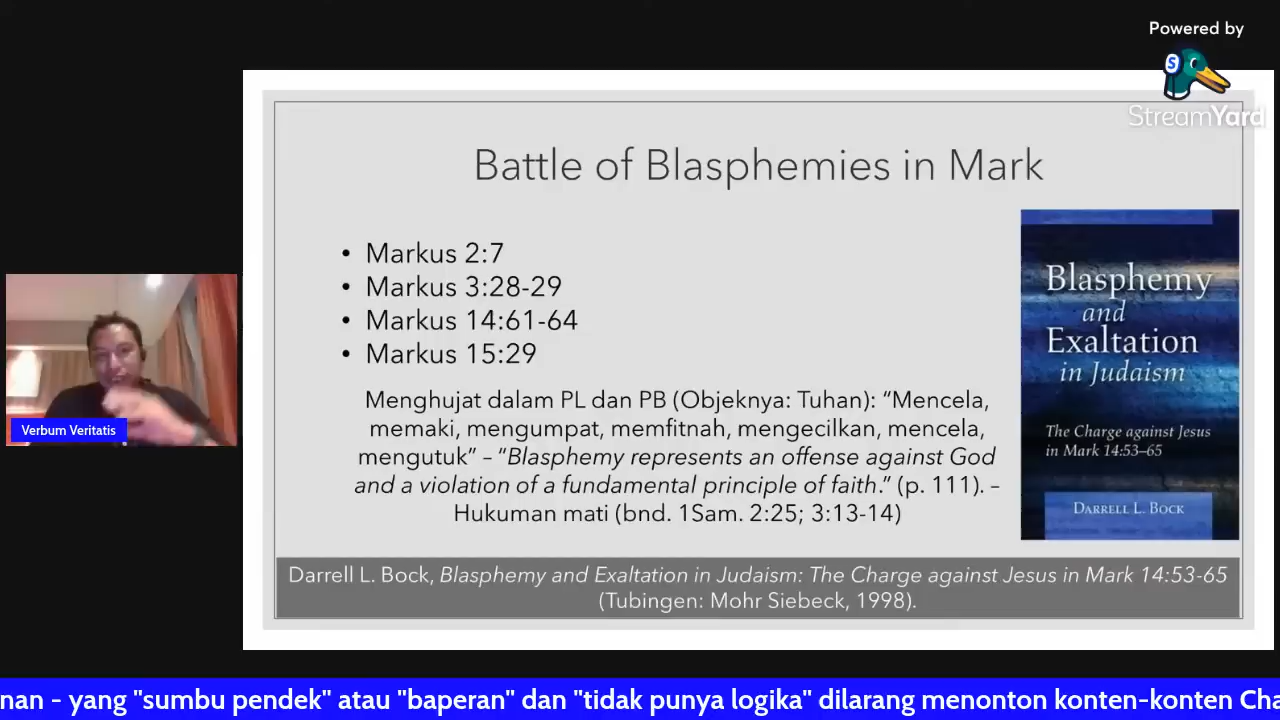 Powered by
S
StreamYard
Battle of Blasphemies in Mark
• Markus 2:7
• Markus 3:28-29
• Markus 14:61-64
• Markus 15:29
Menghujat dalam PL dan PB (Objeknya: Tuhan): “Mencela,
memaki, mengumpat, memfitnah, mengecilkan, mencela,
mengutuk” – “Blasphemy represents an offense against God
and a violation of a fundamental principle of faith.” (p. 111). –
Hukuman mati (bnd. 1Sam. 2:25; 3:13-14)
Blasphemy
and
Exaltation
in Judaism
The Charge against Jesus
in Mark 14:53–65
DARRELL L. BOCK
Darrell L. Bock, Blasphemy and Exaltation in Judaism: The Charge against Jesus in Mark 14:53-65
(Tubingen: Mohr Siebeck, 1998).
Verbum Veritatis
nan - yang "sumbu pendek" atau "baperan" dan "tidak punya logika" dilarang menonton konten-konten Cha